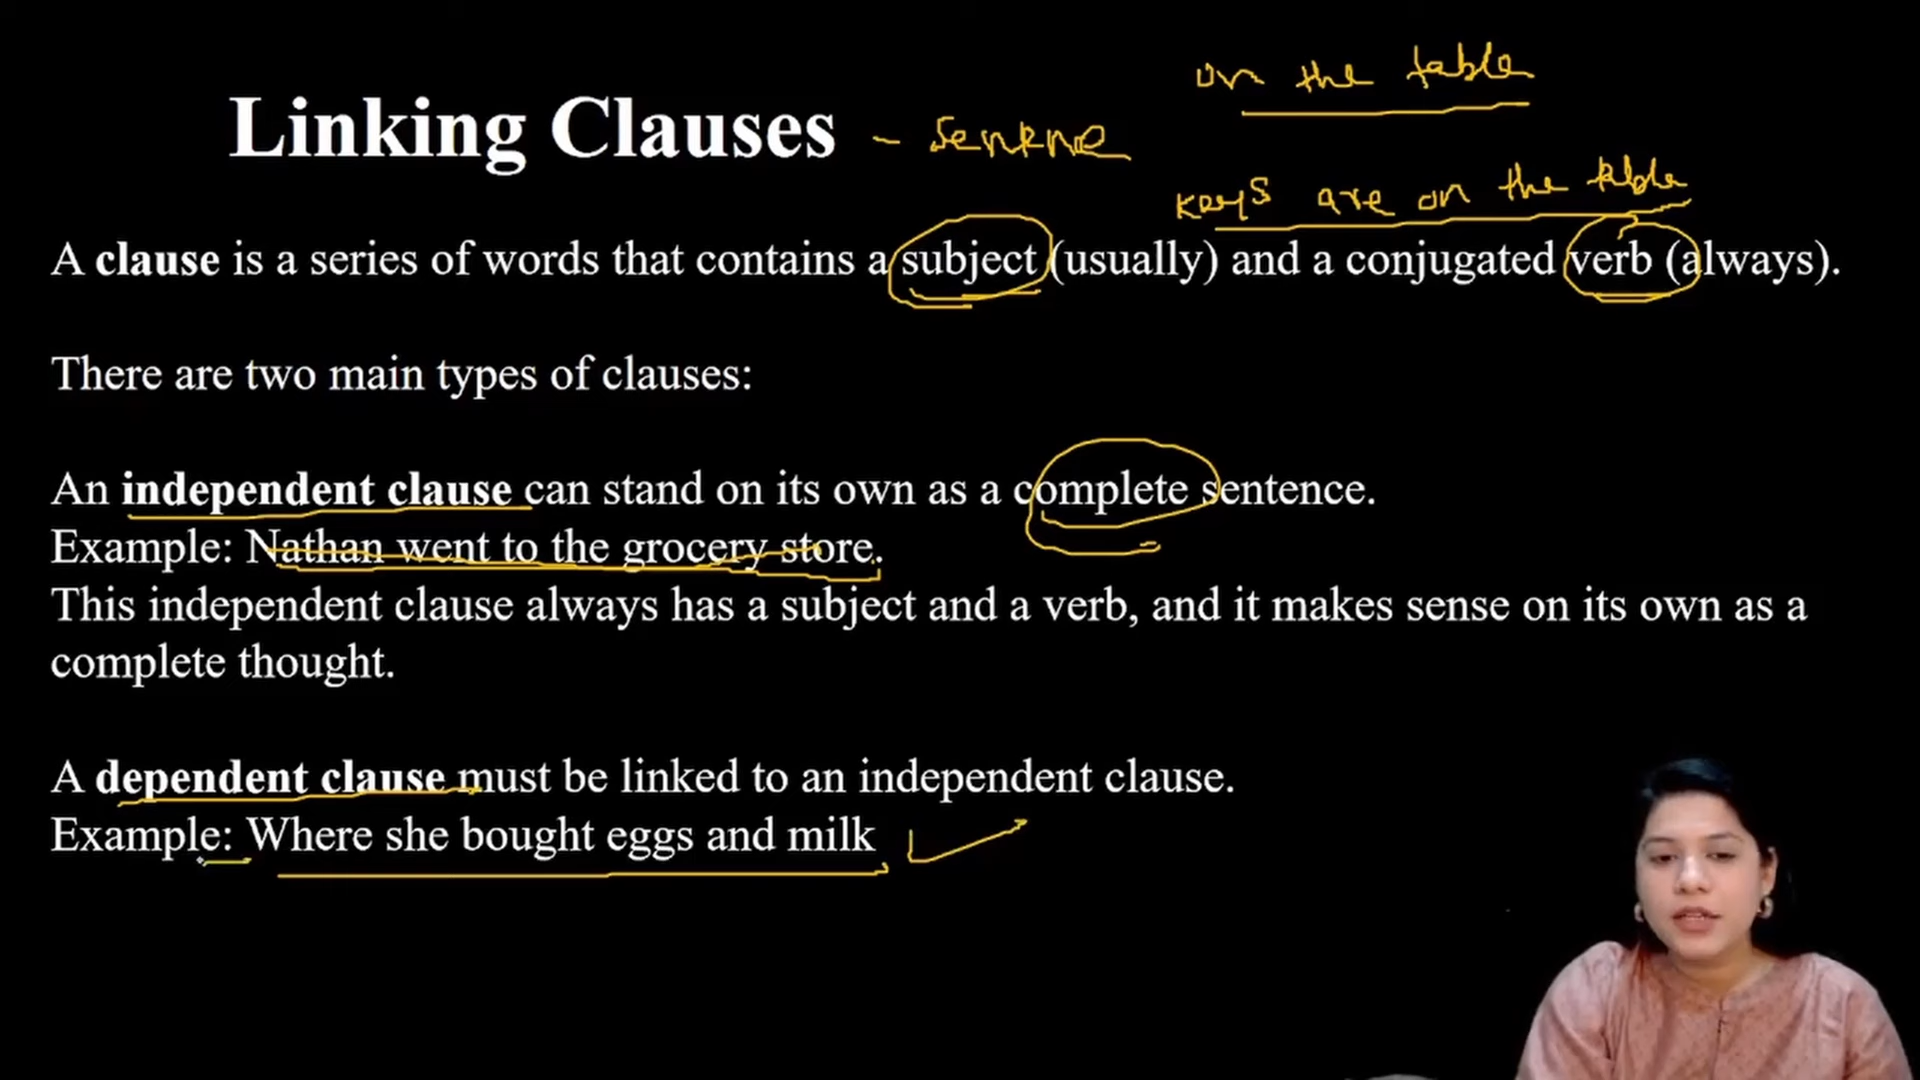 on the table
Linking Clauses -
keys are on the table
A clause is a series of words that contains a subject (usually) and a conjugated verb (always).
There are two main types of clauses:
An independent clause can stand on its own as a complete sentence.
Example: Nathan went to the grocery store.
This independent clause always has a subject and a verb, and it makes sense on its own as a
complete thought.
A dependent clause must be linked to an independent clause.
Example: Where she bought eggs and milk